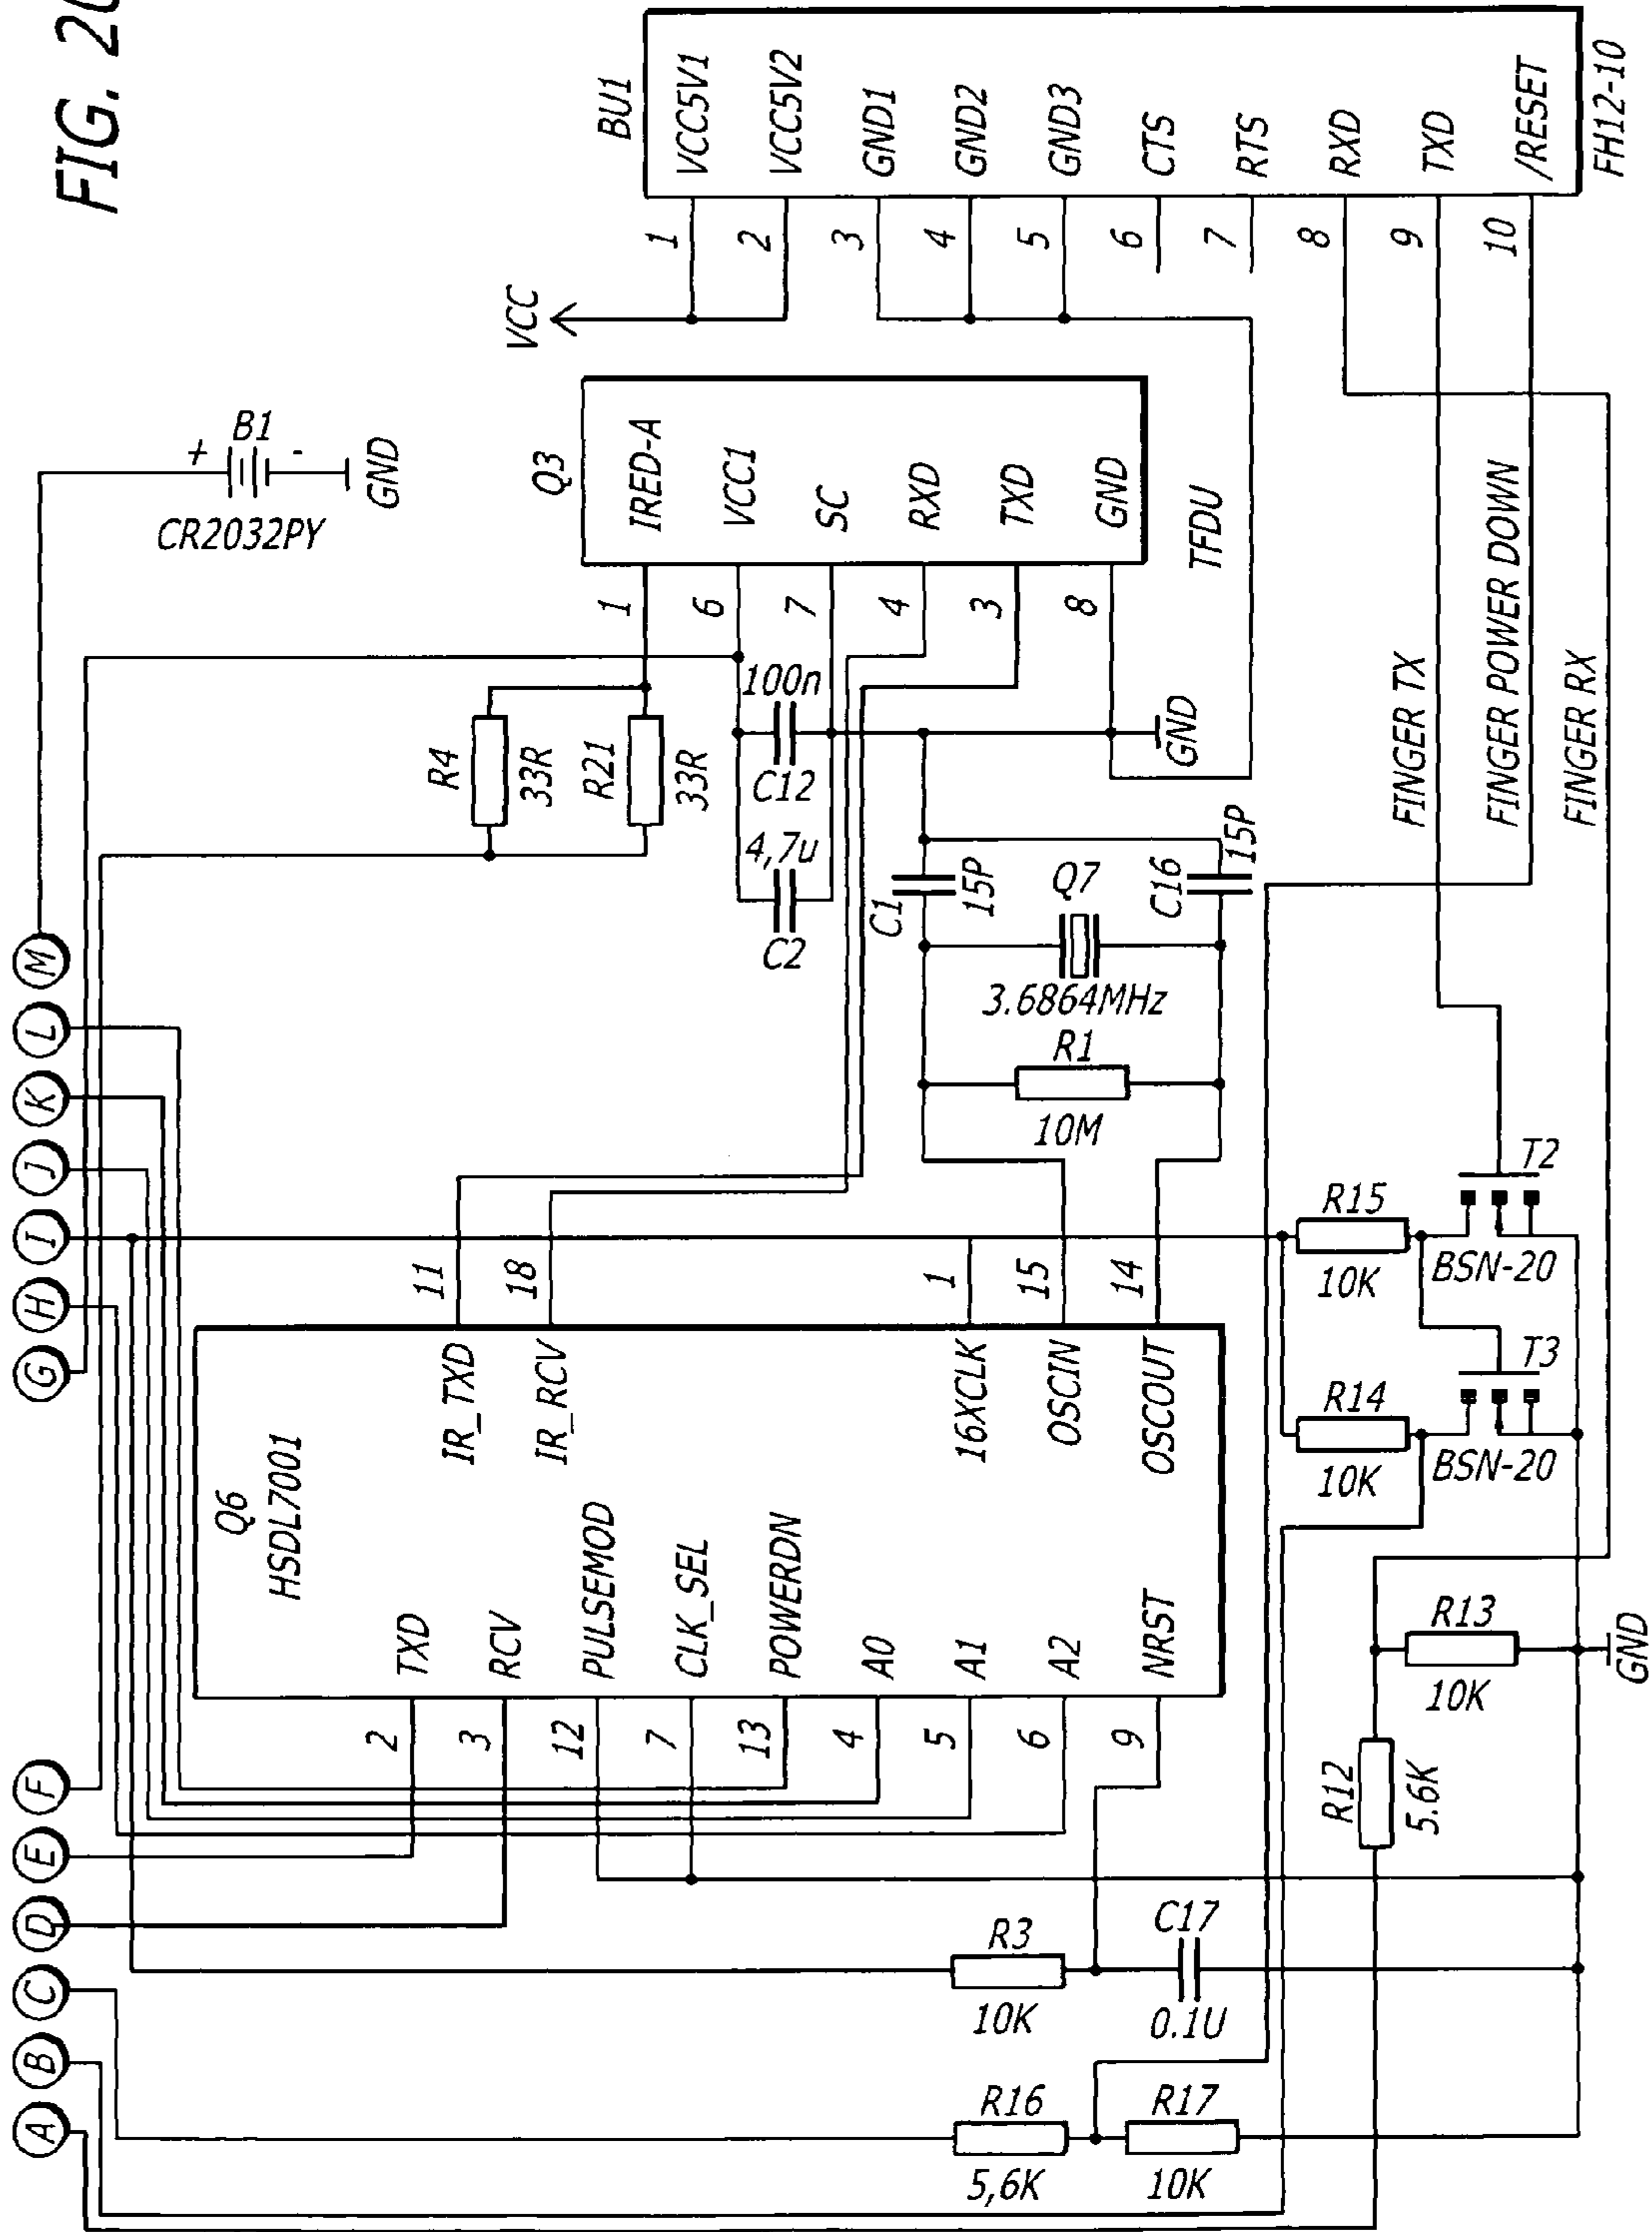 FIG. 20
A
B
C
D
E
F
G
H
I
J
K
L
M
+
B1
-
CR2032PY
GND
VCC
BU1
VCC5V1
VCC5V2
GND1
GND2
GND3
CTS
RTS
RXD
TXD
/RESET
FH12-10
1
2
3
4
5
6
7
8
9
10
Q3
IRED-A
VCC1
SC
RXD
TXD
GND
TFDU
1
6
7
4
3
8
R4
33R
R21
33R
100n
C12
4,7u
C2
GND
C1
15P
Q7
3.6864MHz
C16
15P
R1
10M
FINGER TX
FINGER POWER DOWN
FINGER RX
Q6
HSDL7001
IR_TXD
IR_RCV
16XCLK
OSCIN
OSCOUT
11
18
1
15
14
TXD
RCV
PULSEMOD
CLK_SEL
POWERDN
A0
A1
A2
NRST
2
3
12
7
13
4
5
6
9
R15
10K
T2
BSN-20
R14
10K
T3
BSN-20
R13
10K
GND
R12
5.6K
R3
10K
C17
0.1U
R16
5,6K
R17
10K